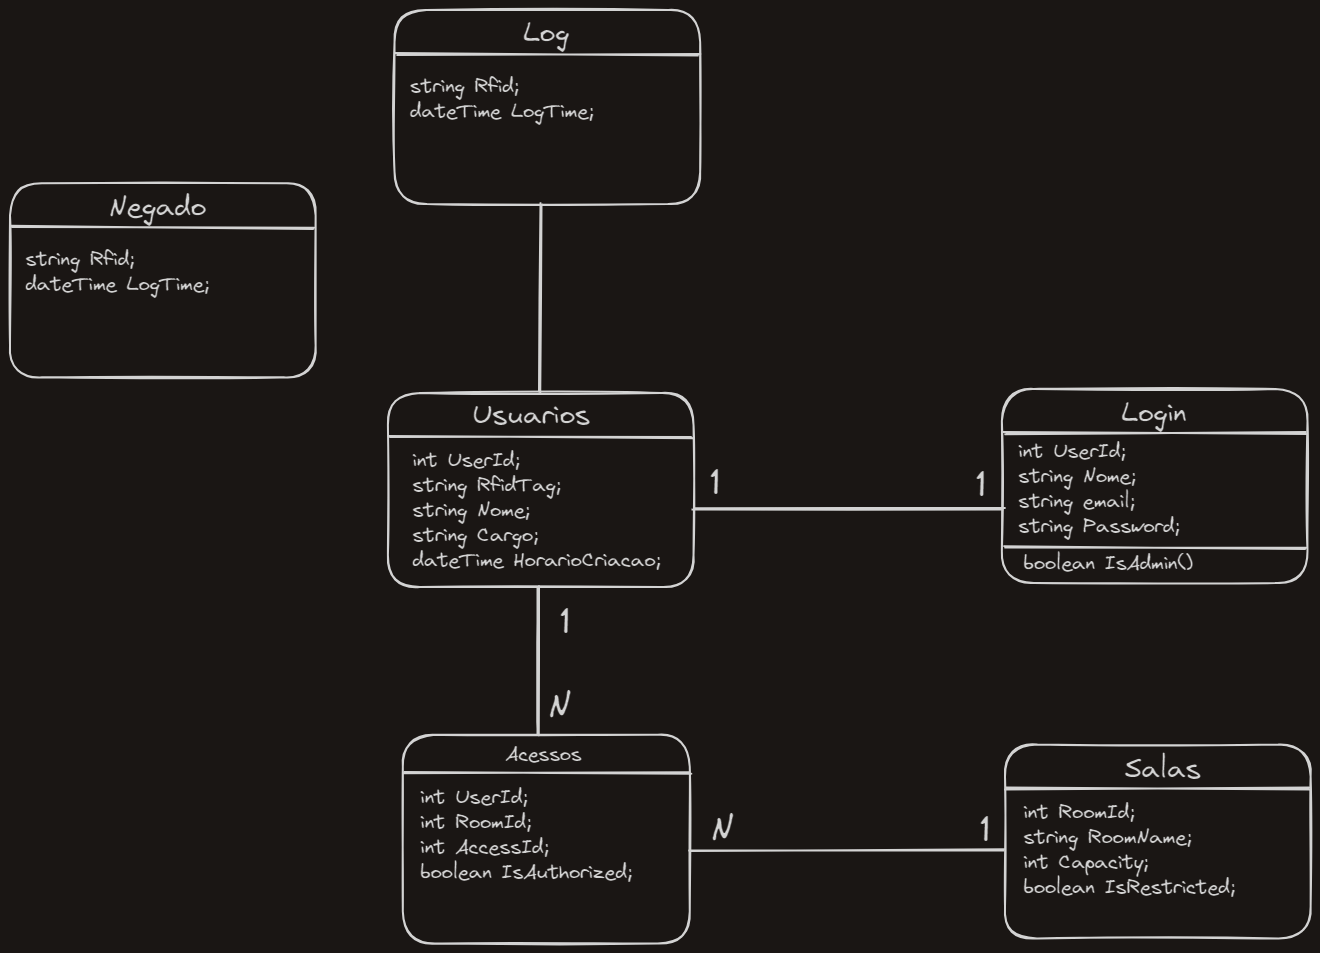 Log
string Rfid;
dateTime LogTime;
Negado
string Rfid;
dateTime LogTime;
Usuarios
int UserId;
string RfidTag;
string Nome;
string Cargo;
dateTime HorarioCriacao;
1
1
Login
int UserId;
string Nome;
string email;
string Password;
boolean IsAdmin()
1
N
Acessos
int UserId;
int RoomId;
int AccessId;
boolean IsAuthorized;
N
1
Salas
int RoomId;
string RoomName;
int Capacity;
boolean IsRestricted;